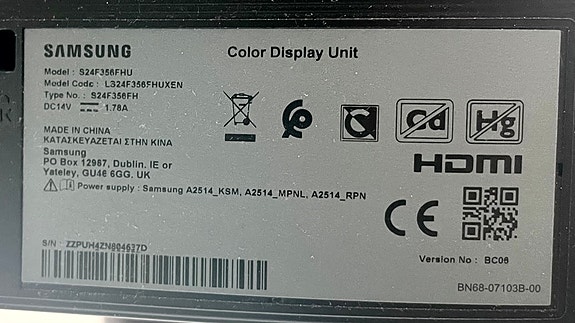 SAMSUNG
Color Display Unit
Model : S24F356FHU
Model Code : LS24F356FHUXEN
Type No. : S24F356FH
DC14V ⎓ 1.78A
MADE IN CHINA
ΚΑΤΑΣΚΕΥΑΖΕΤΑΙ ΣΤΗΝ ΚΙΝΑ
Samsung
PO Box 12987, Dublin. IE or
Yateley, GU46 6GG. UK
Power supply : Samsung A2514_KSM, A2514_MPNL, A2514_RPN
Cd
Hg
HDMI
CE
S/N : ZZPUH4ZN804637D
Version No : BC06
BN68-07103B-00